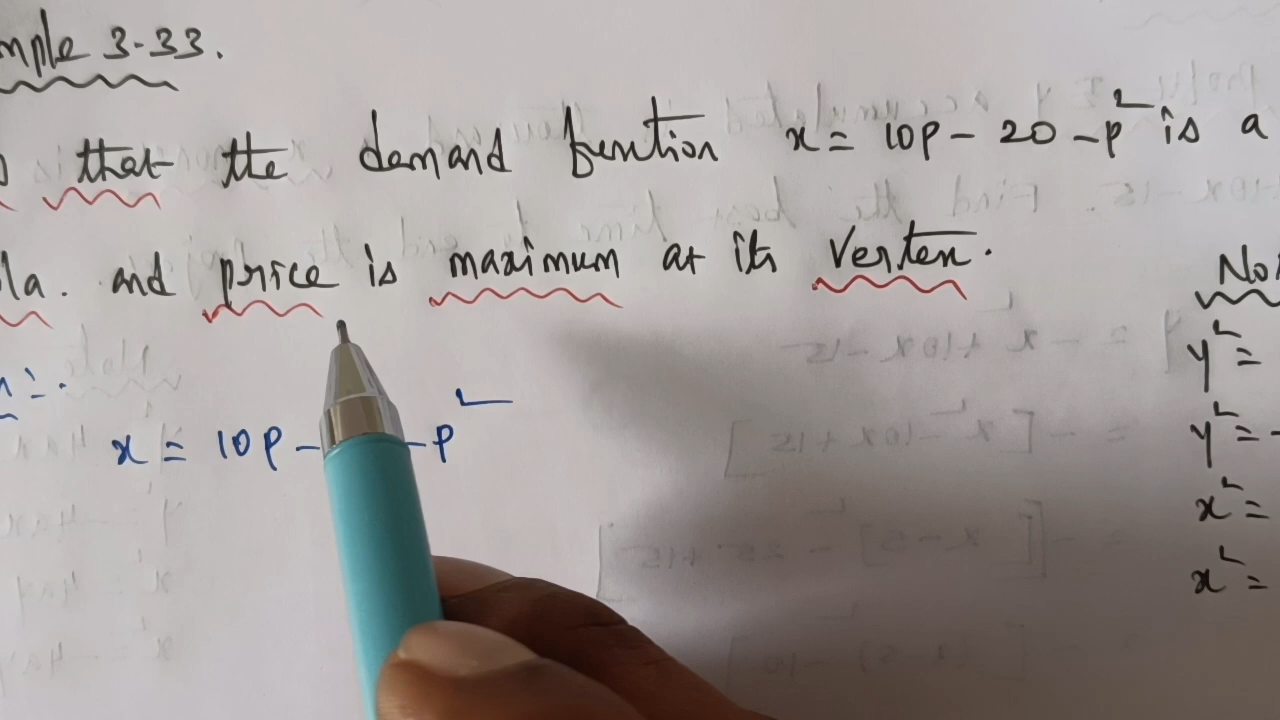 mple 3.33.
that the demand function x = 10p - 20 - p² is a
la. and price is maximum at its vertex.
x = 10p - - p²
No
y² =
y² = -
x² =
x² =